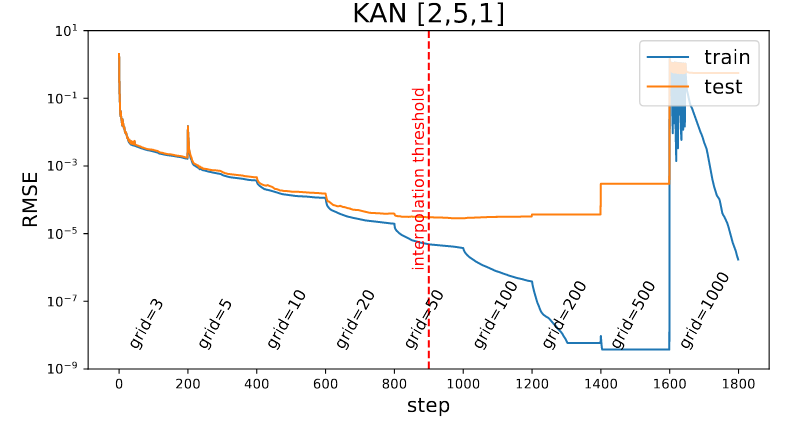 KAN [2,5,1]
10¹
10⁻¹
10⁻³
10⁻⁵
10⁻⁷
10⁻⁹
RMSE
train
test
interpolation threshold
grid=3
grid=5
grid=10
grid=20
grid=50
grid=100
grid=200
grid=500
grid=1000
0 200 400 600 800 1000 1200 1400 1600 1800
step